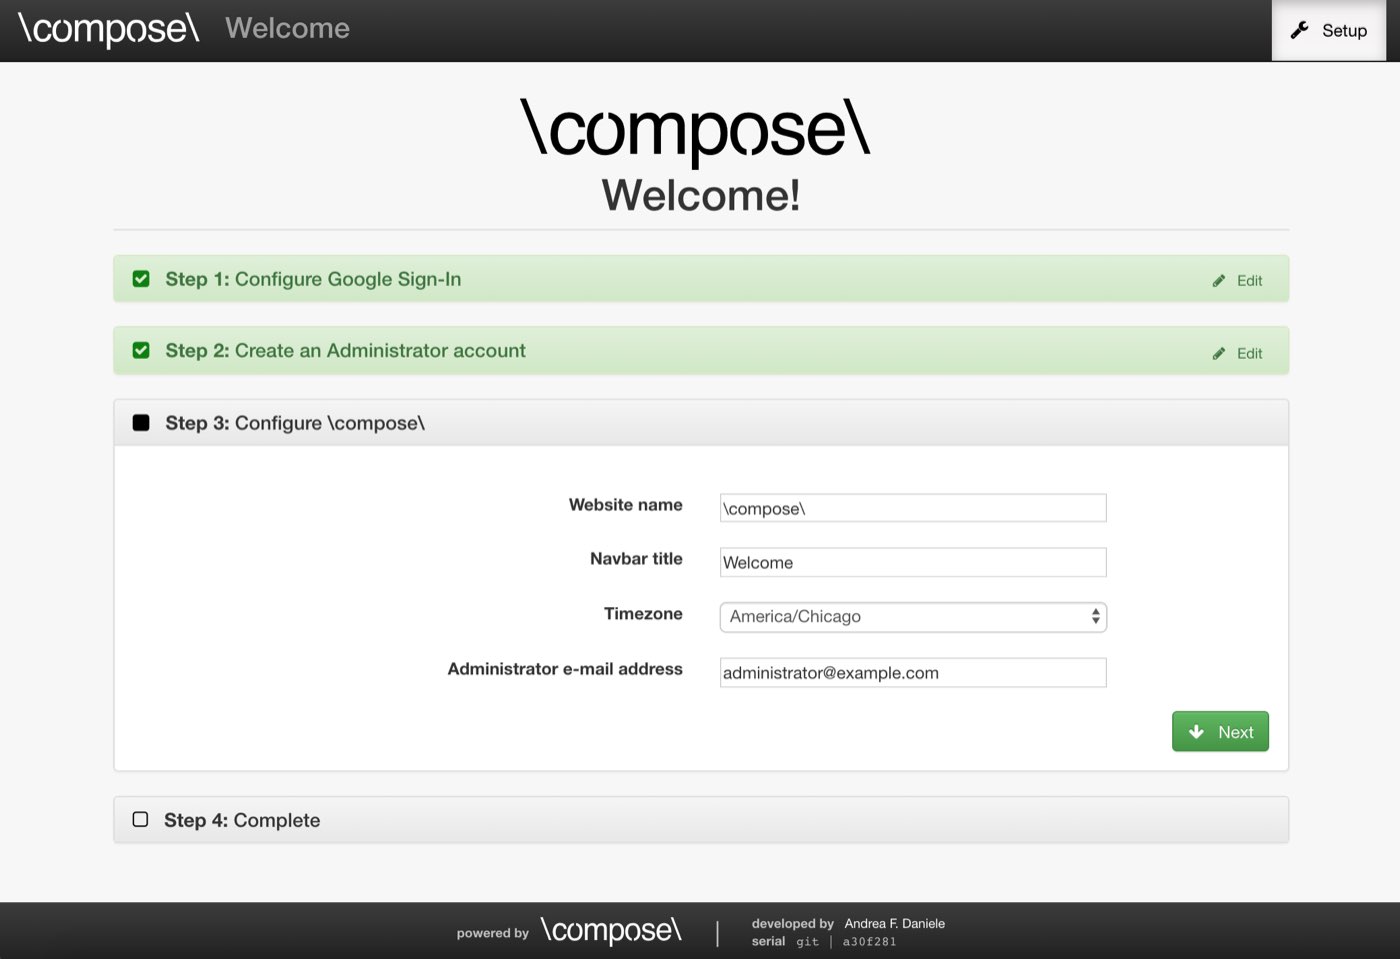 \compose\ Welcome Setup
\compose\
Welcome!
Step 1: Configure Google Sign-In Edit
Step 2: Create an Administrator account Edit
Step 3: Configure \compose\
Website name \compose\
Navbar title Welcome
Timezone America/Chicago
Administrator e-mail address administrator@example.com
Next
Step 4: Complete
powered by \compose\ | developed by Andrea F. Daniele
serial git | a30f281